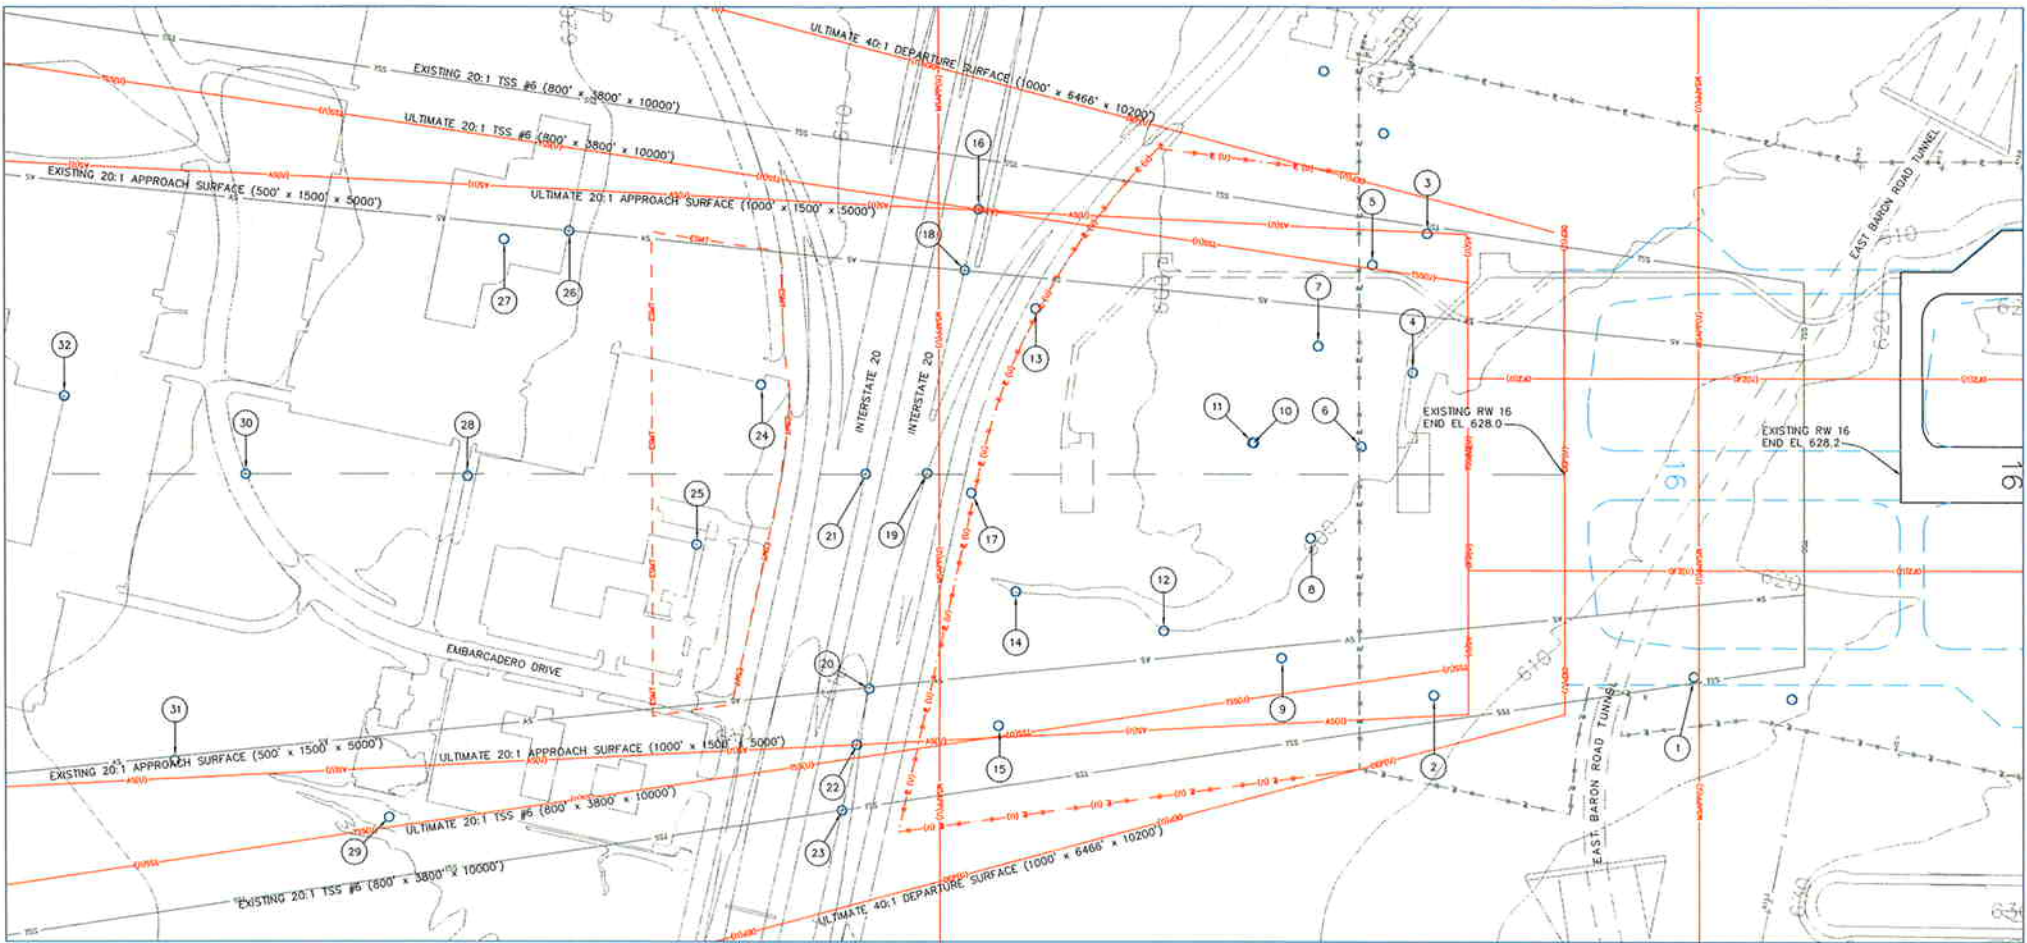 ULTIMATE 40:1 DEPARTURE SURFACE (1000' x 6466' x 10200')
EXISTING 20:1 TSS #6 (800' x 3800' x 10000')
ULTIMATE 20:1 TSS #6 (800' x 3800' x 10000')
EXISTING 20:1 APPROACH SURFACE (500' x 1500' x 5000')
ULTIMATE 20:1 APPROACH SURFACE (1000' x 1500' x 5000')
EAST BARON ROAD TUNNEL
16
3
5
18
27
26
7
4
13
32
INTERSTATE 20
INTERSTATE 20
11
10
6
30
28
24
EXISTING RW 16
END EL 628.0
EXISTING RW 16
END EL 628.2
16
16
25
21
19
17
12
8
14
EMBARCADERO DRIVE
20
31
9
2
1
15
22
EXISTING 20:1 APPROACH SURFACE (500' x 1500' x 5000')
ULTIMATE 20:1 APPROACH SURFACE (1000' x 1500' x 5000')
ULTIMATE 20:1 TSS #6 (800' x 3800' x 10000')
29
23
EXISTING 20:1 TSS #6 (800' x 3800' x 10000')
ULTIMATE 40:1 DEPARTURE SURFACE (1000' x 6466' x 10200')
EAST BARON ROAD TUNNEL
610
610
620
620
610